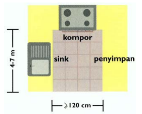 kompor
sink penyimpan
4-7 m
≥120 cm